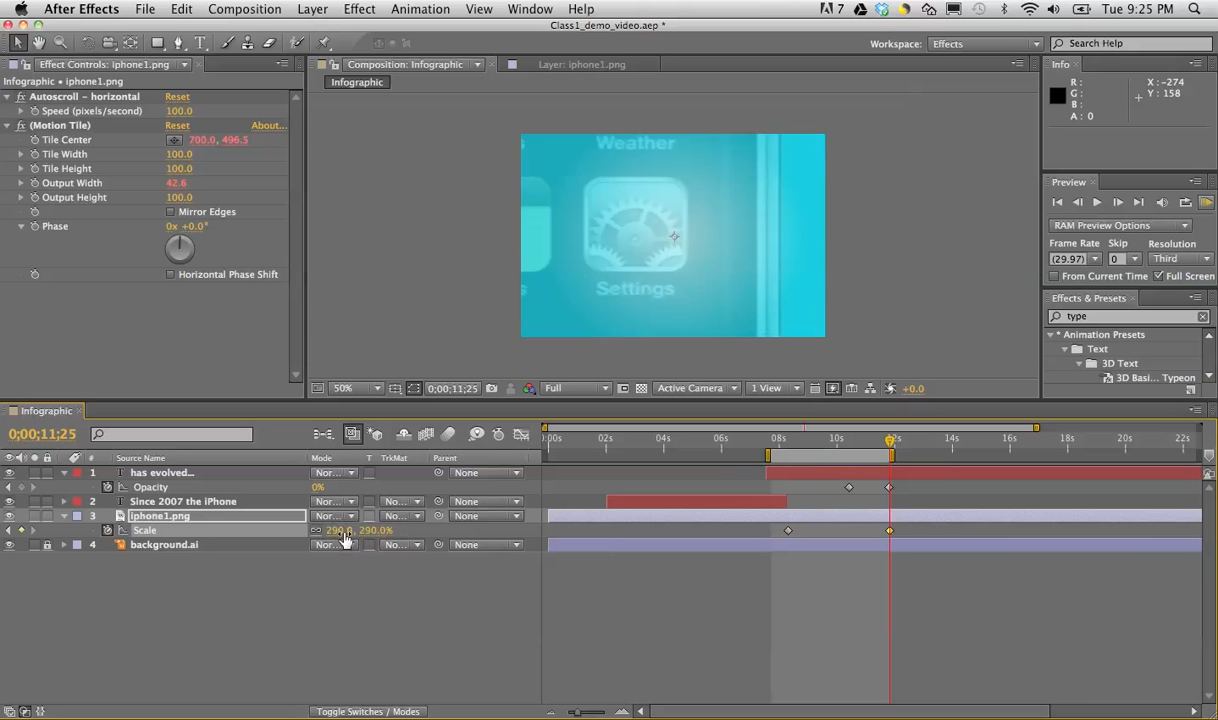 After Effects File Edit Composition Layer Effect Animation View Window Help 7 Tue 9:25 PM
Class1_demo_video.aep *
Workspace: Effects Search Help
Effect Controls: iphone1.png
Infographic • iphone1.png
Autoscroll – horizontal Reset
Speed (pixels/second) 100.0
(Motion Tile) Reset About...
Tile Center 700.0, 496.5
Tile Width 100.0
Tile Height 100.0
Output Width 42.6
Output Height 100.0
Mirror Edges
Phase 0x +0.0°
Horizontal Phase Shift
Composition: Infographic Layer: iphone1.png
Infographic
Weather
Settings
50% 0;00;11;25 Full Active Camera 1 View +0.0
Info
R: X: -274
G: Y: 158
B:
A: 0
Preview
RAM Preview Options
Frame Rate Skip Resolution
(29.97) 0 Third
From Current Time Full Screen
Effects & Presets
type
* Animation Presets
Text
3D Text
3D Basi... Typeon
Infographic
0;00;11;25
:00s 02s 04s 06s 08s 10s 12s 14s 16s 18s 20s 22s
# Source Name Mode T TrkMat Parent
1 has evolved... Nor... None
Opacity 0%
2 Since 2007 the iPhone Nor... No... None
3 iphone1.png Nor... No... None
Scale 290.0, 290.0%
4 background.ai Nor... No... None
Toggle Switches / Modes